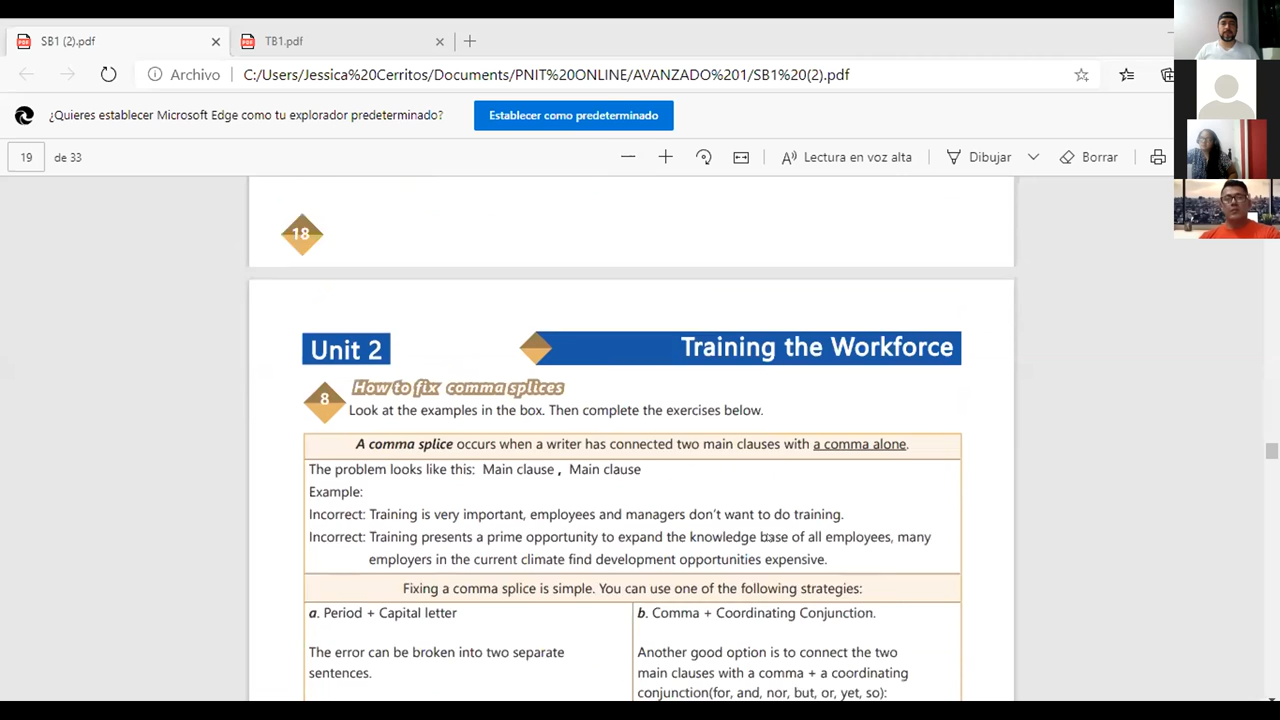 SB1 (2).pdf
TB1.pdf
Archivo C:/Users/Jessica%20Cerritos/Documents/PNIT%20ONLINE/AVANZADO%201/SB1%20(2).pdf
¿Quieres establecer Microsoft Edge como tu explorador predeterminado? Establecer como predeterminado
19 de 33 Lectura en voz alta Dibujar Borrar
18
Unit 2 Training the Workforce
8 How to fix comma splices
Look at the examples in the box. Then complete the exercises below.
A comma splice occurs when a writer has connected two main clauses with a comma alone.
The problem looks like this: Main clause , Main clause
Example:
Incorrect: Training is very important, employees and managers don't want to do training.
Incorrect: Training presents a prime opportunity to expand the knowledge base of all employees, many
employers in the current climate find development opportunities expensive.
Fixing a comma splice is simple. You can use one of the following strategies:
a. Period + Capital letter
The error can be broken into two separate
sentences.
b. Comma + Coordinating Conjunction.
Another good option is to connect the two
main clauses with a comma + a coordinating
conjunction(for, and, nor, but, or, yet, so):